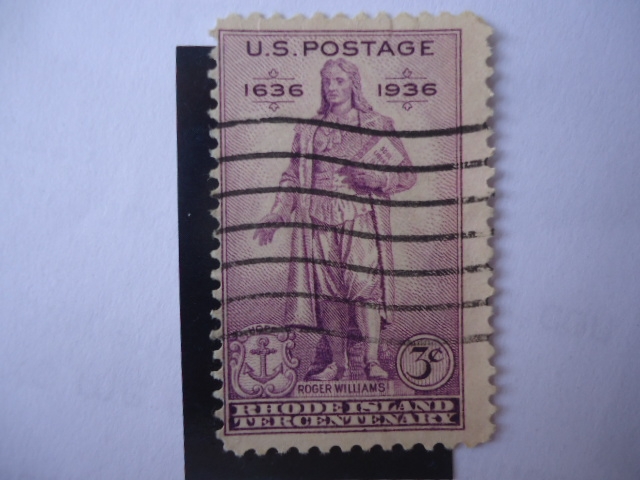 U.S. POSTAGE
1636 1936
3¢
ROGER WILLIAMS
RHODE ISLAND
TERCENTENARY